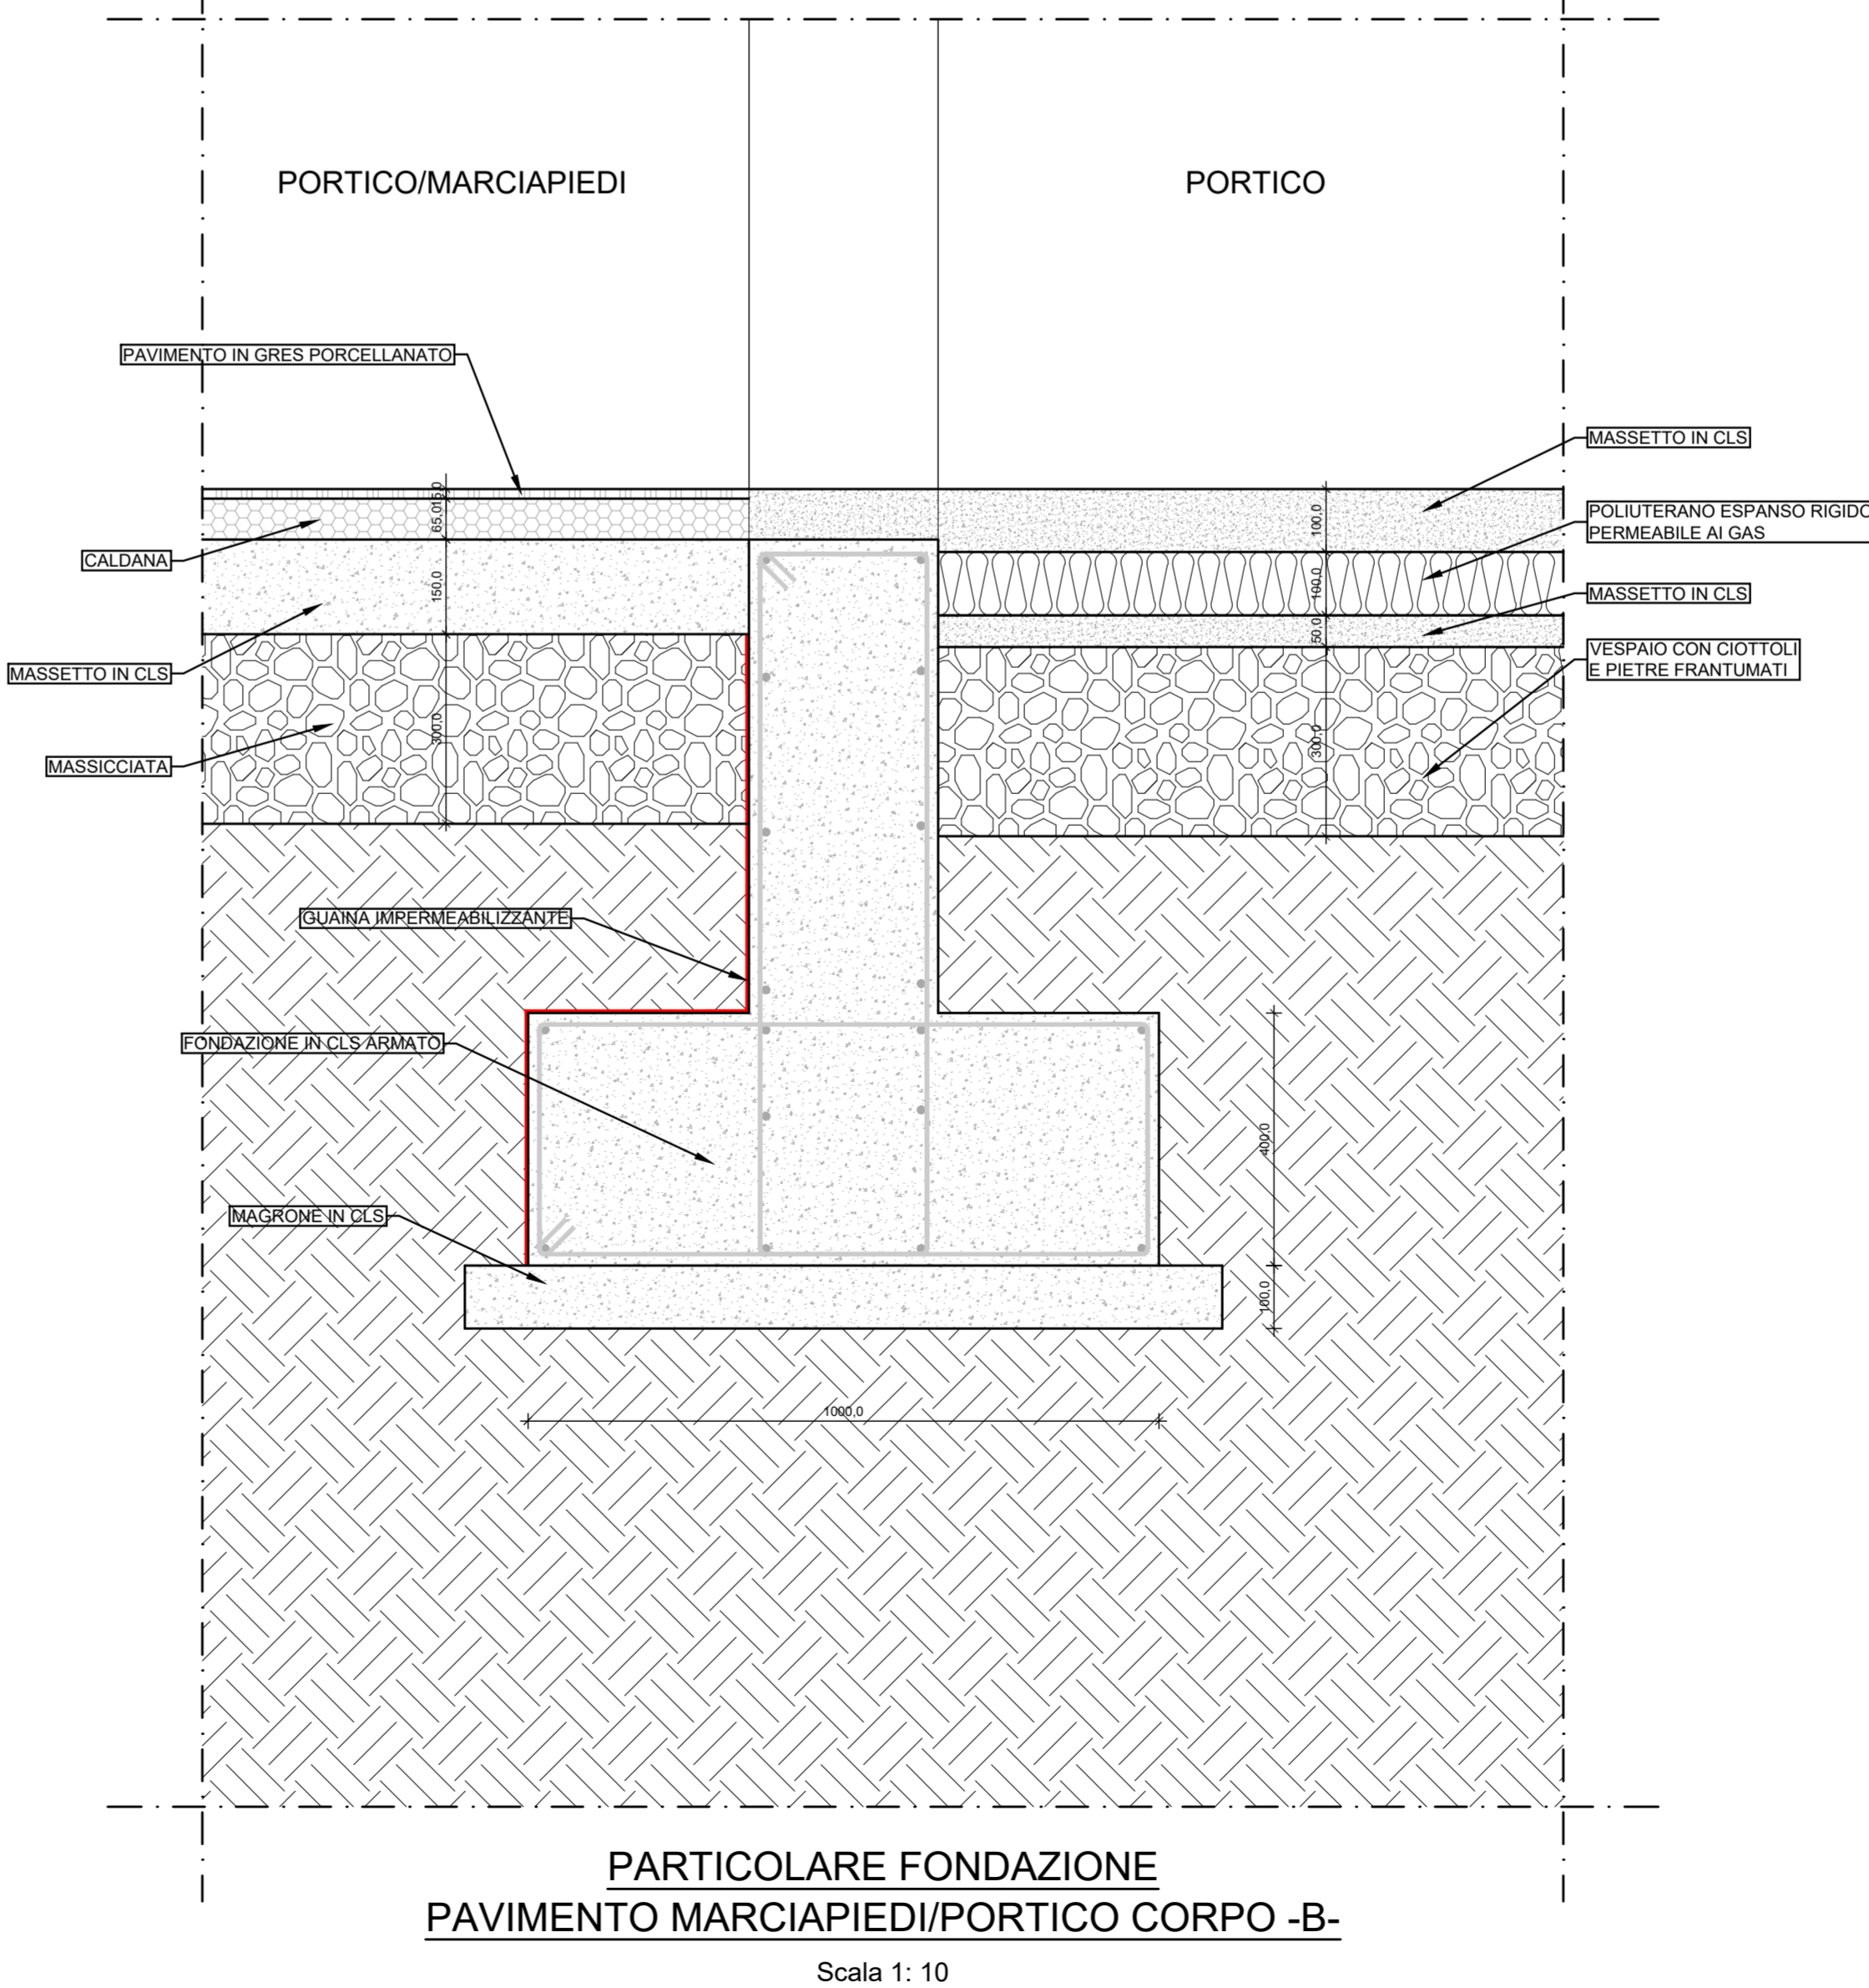 PORTICO/MARCIAPIEDI
PORTICO
PAVIMENTO IN GRES PORCELLANATO
MASSETTO IN CLS
15,0
65,0
100,0
POLIUTERANO ESPANSO RIGIDO
PERMEABILE AI GAS
CALDANA
150,0
100,0
MASSETTO IN CLS
50,0
MASSETTO IN CLS
VESPAIO CON CIOTTOLI
E PIETRE FRANTUMATI
300,0
300,0
MASSICCIATA
GUAINA IMPERMEABILIZZANTE
FONDAZIONE IN CLS ARMATO
400,0
MAGRONE IN CLS
100,0
1000,0
PARTICOLARE FONDAZIONE
PAVIMENTO MARCIAPIEDI/PORTICO CORPO -B-
Scala 1: 10